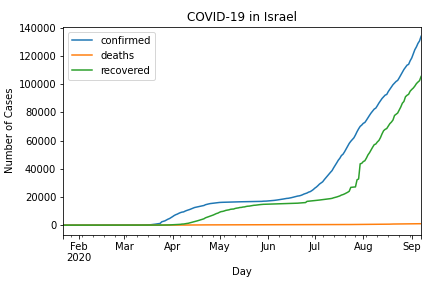 COVID-19 in Israel
confirmed
deaths
recovered
Number of Cases
140000
120000
100000
80000
60000
40000
20000
0
Feb
2020
Mar
Apr
May
Jun
Jul
Aug
Sep
Day